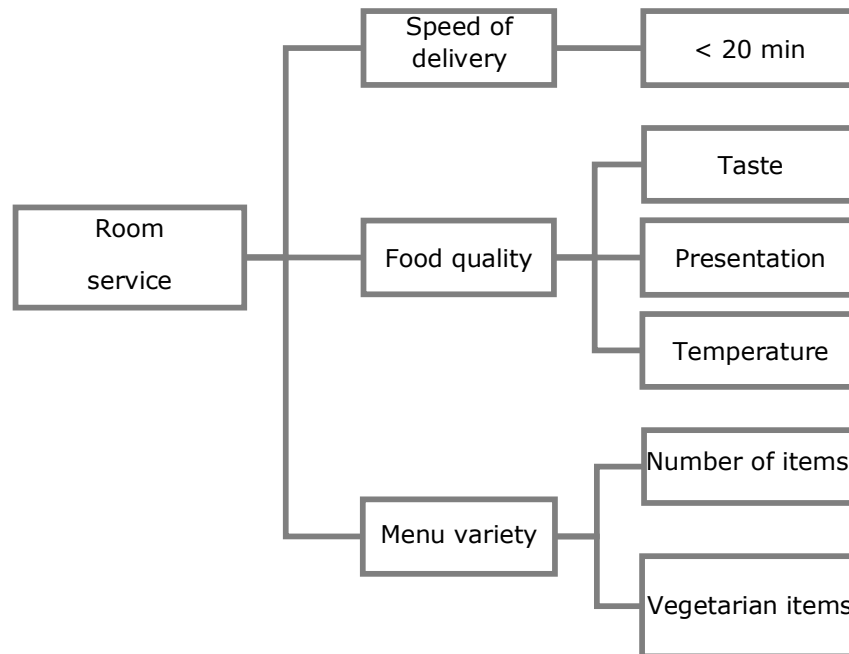 Speed of
delivery
< 20 min
Taste
Room
service
Food quality
Presentation
Temperature
Number of items
Menu variety
Vegetarian items